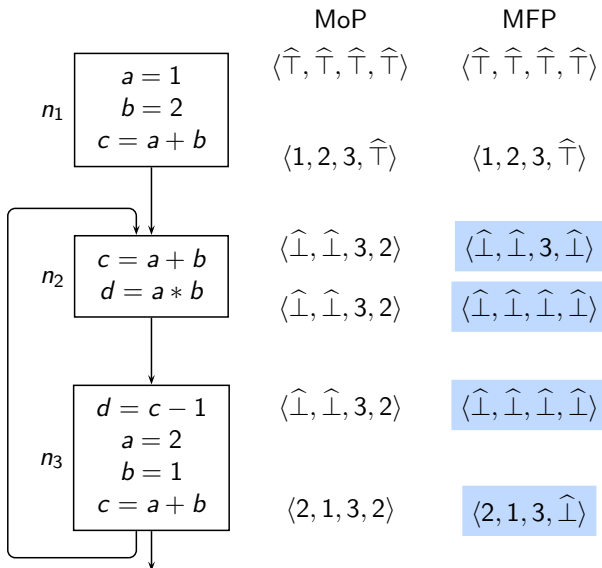 MoP MFP
⟨⊤̂, ⊤̂, ⊤̂, ⊤̂⟩ ⟨⊤̂, ⊤̂, ⊤̂, ⊤̂⟩
n₁
a = 1
b = 2
c = a + b
⟨1, 2, 3, ⊤̂⟩ ⟨1, 2, 3, ⊤̂⟩
⟨⊥̂, ⊥̂, 3, 2⟩ ⟨⊥̂, ⊥̂, 3, ⊥̂⟩
n₂
c = a + b
d = a ∗ b
⟨⊥̂, ⊥̂, 3, 2⟩ ⟨⊥̂, ⊥̂, ⊥̂, ⊥̂⟩
⟨⊥̂, ⊥̂, 3, 2⟩ ⟨⊥̂, ⊥̂, ⊥̂, ⊥̂⟩
n₃
d = c − 1
a = 2
b = 1
c = a + b
⟨2, 1, 3, 2⟩ ⟨2, 1, 3, ⊥̂⟩